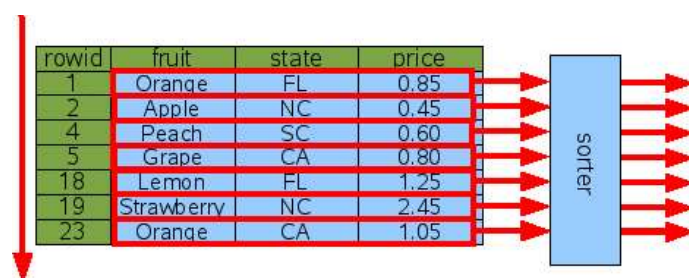 rowid fruit state price
1 Orange FL 0.85
2 Apple NC 0.45
4 Peach SC 0.60
5 Grape CA 0.80
18 Lemon FL 1.25
19 Strawberry NC 2.45
23 Orange CA 1.05
sorter